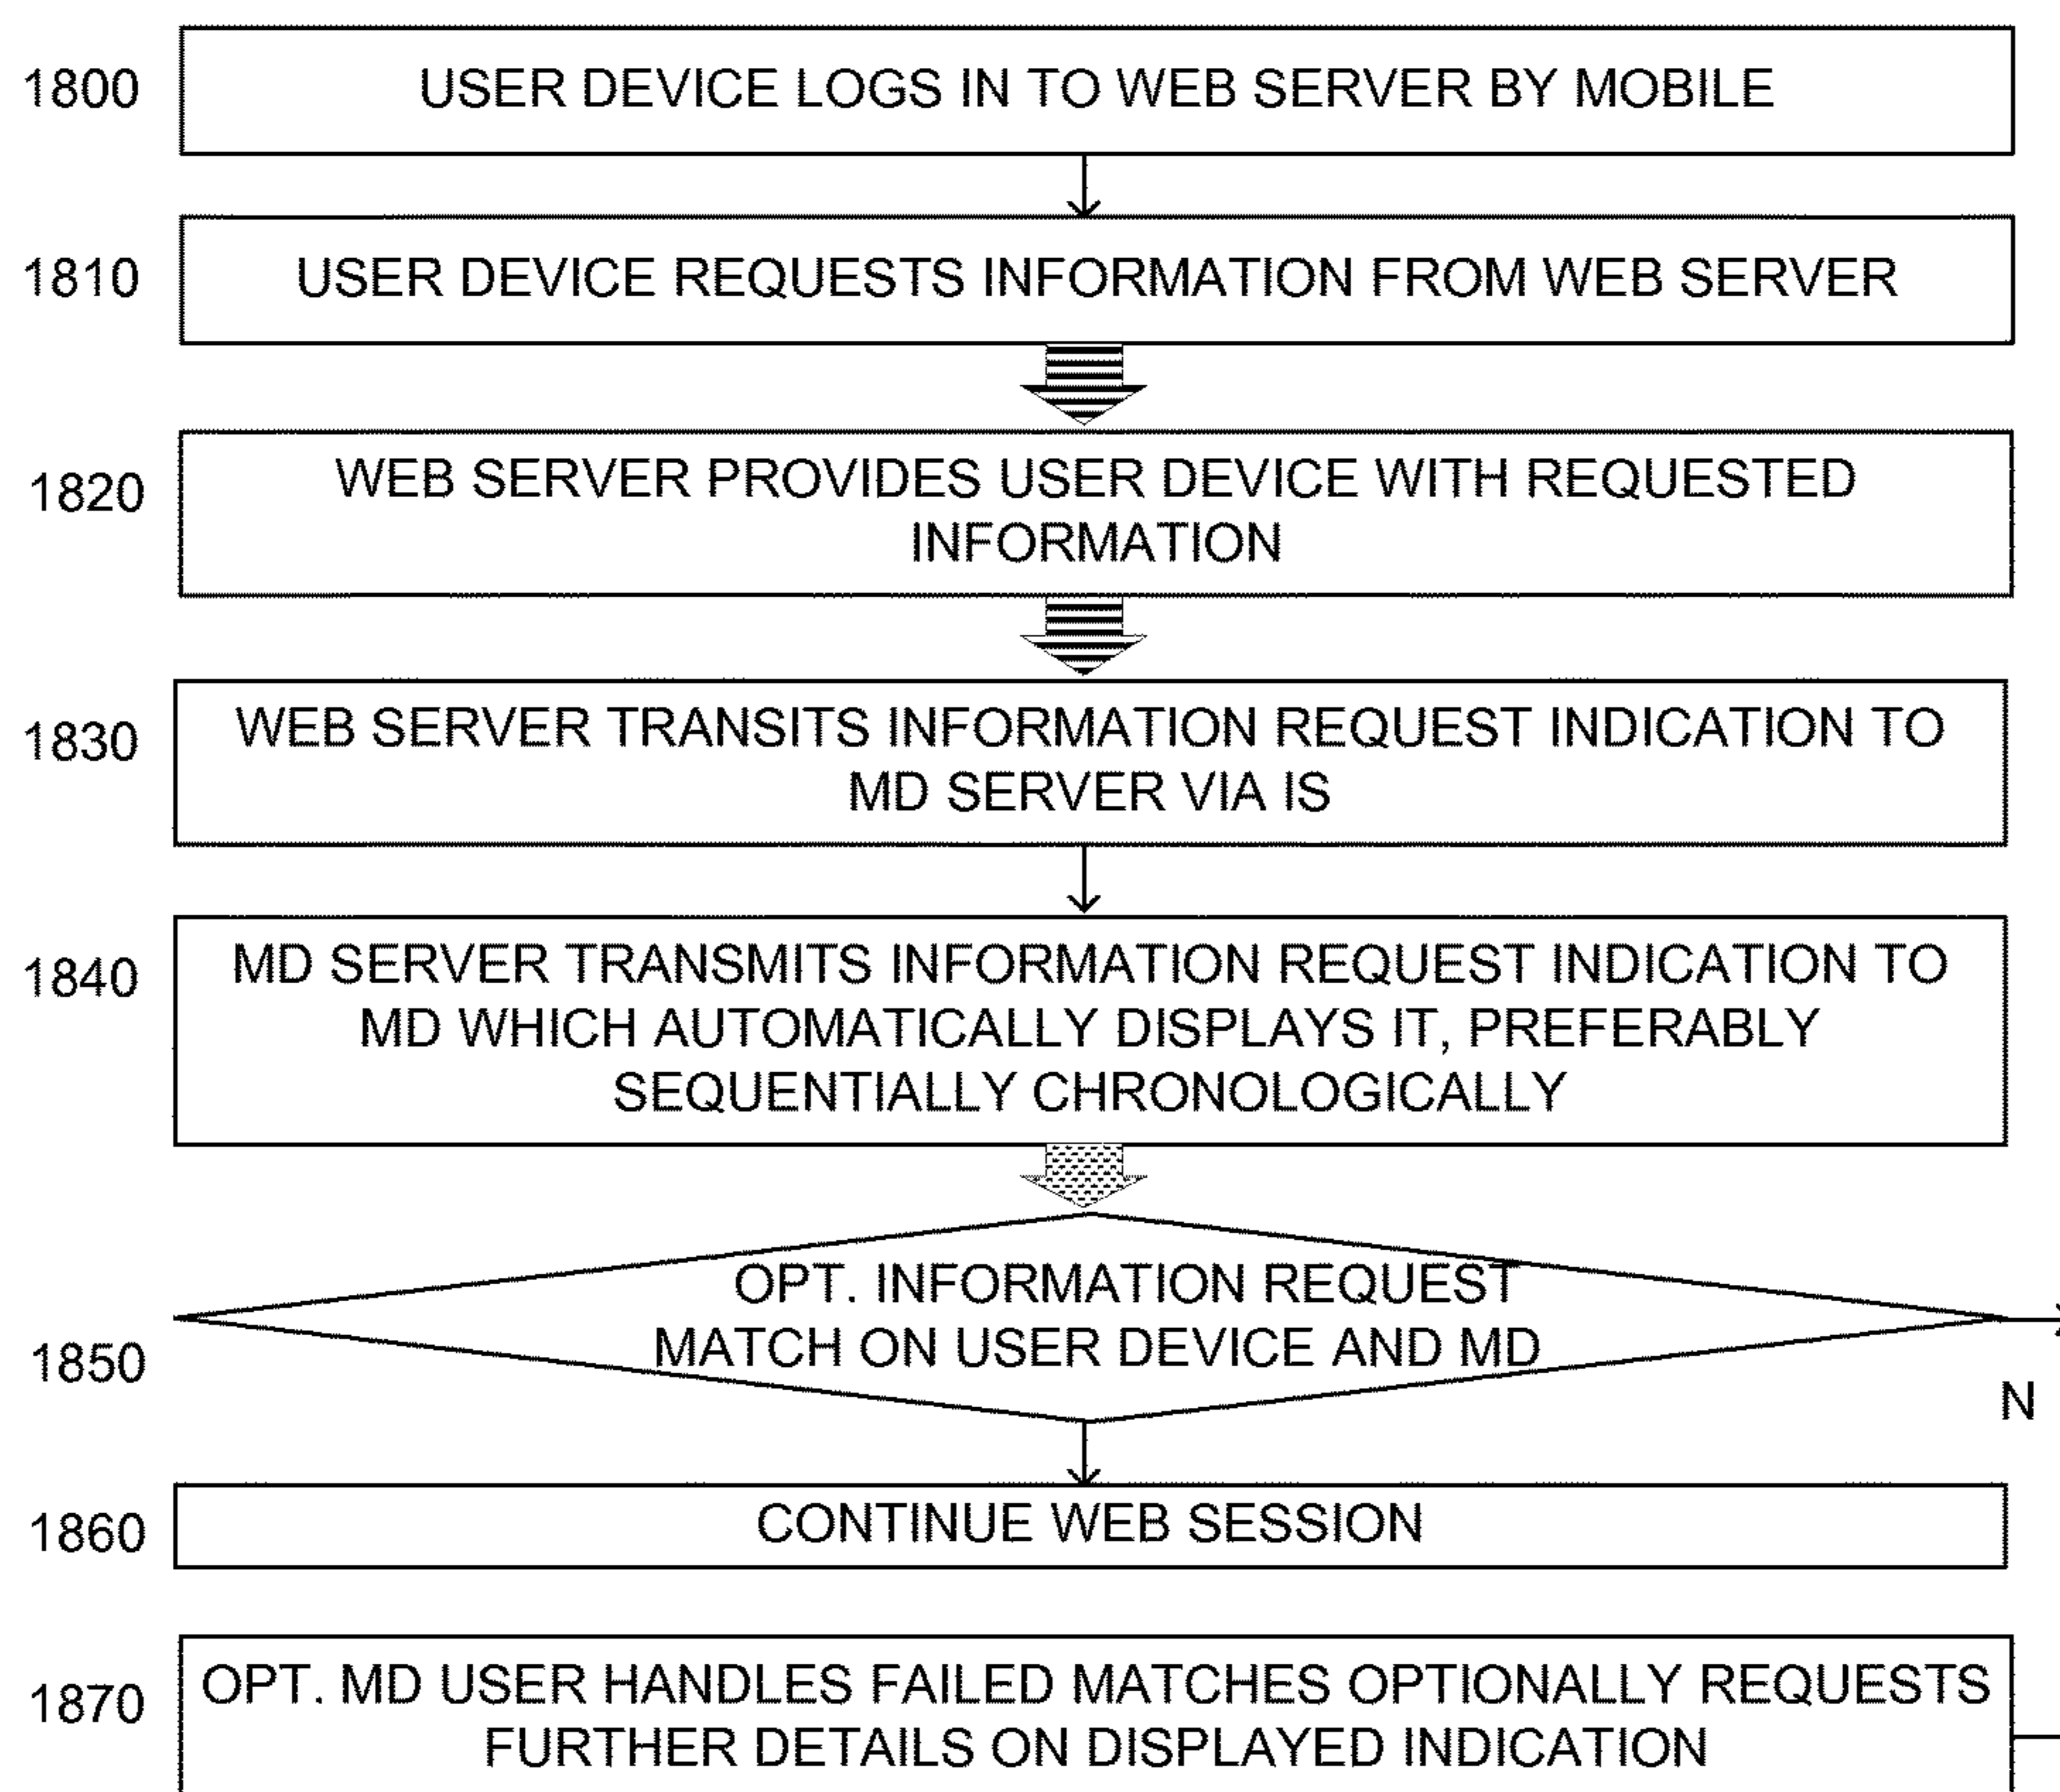 1800
USER DEVICE LOGS IN TO WEB SERVER BY MOBILE
1810
USER DEVICE REQUESTS INFORMATION FROM WEB SERVER
1820
WEB SERVER PROVIDES USER DEVICE WITH REQUESTED
INFORMATION
1830
WEB SERVER TRANSITS INFORMATION REQUEST INDICATION TO
MD SERVER VIA IS
1840
MD SERVER TRANSMITS INFORMATION REQUEST INDICATION TO
MD WHICH AUTOMATICALLY DISPLAYS IT, PREFERABLY
SEQUENTIALLY CHRONOLOGICALLY
1850
OPT. INFORMATION REQUEST
MATCH ON USER DEVICE AND MD
N
1860
CONTINUE WEB SESSION
1870
OPT. MD USER HANDLES FAILED MATCHES OPTIONALLY REQUESTS
FURTHER DETAILS ON DISPLAYED INDICATION